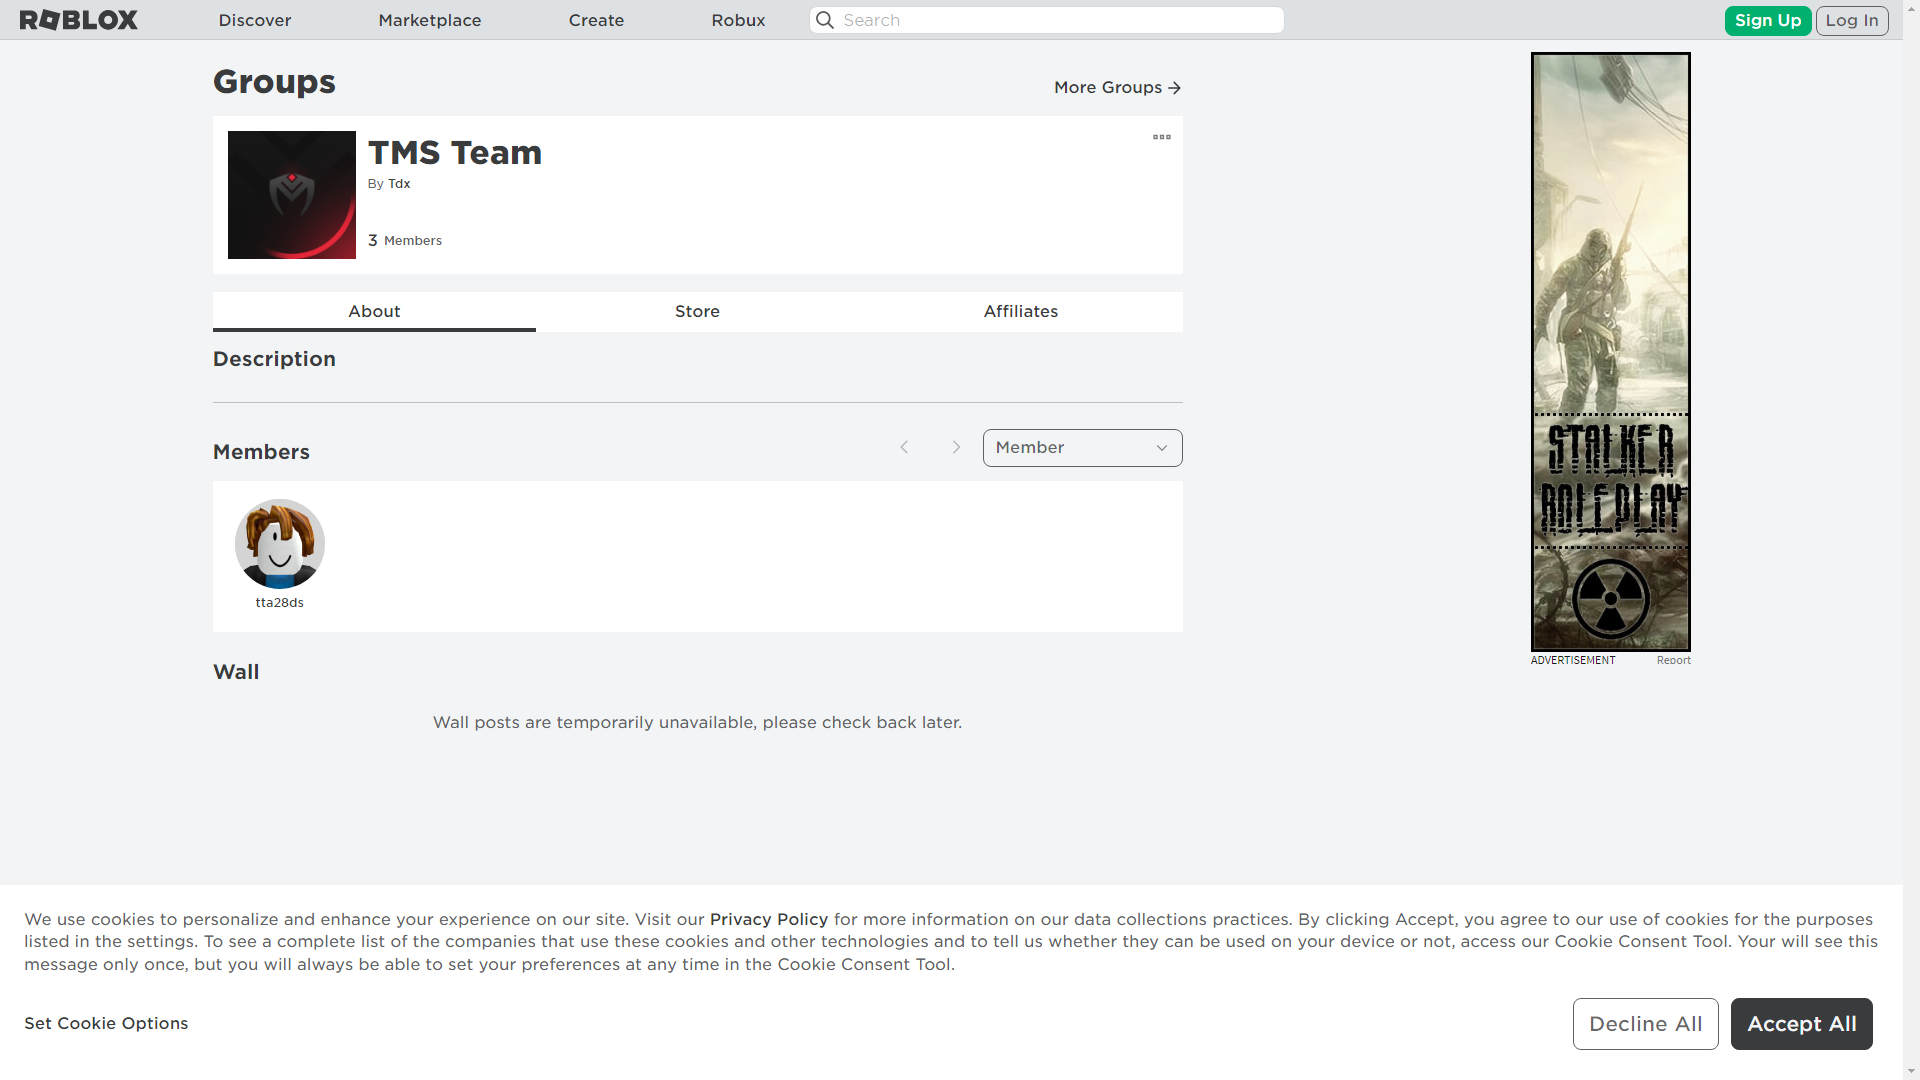 ROBLOX
Discover
Marketplace
Create
Robux
Search
Sign Up
Log In
Groups
More Groups
TMS Team
By Tdx
3 Members
About
Store
Affiliates
Description
Members
Member
tta28ds
Wall
Wall posts are temporarily unavailable, please check back later.
STALKER
ROLEPLAY
ADVERTISEMENT
Report
We use cookies to personalize and enhance your experience on our site. Visit our Privacy Policy for more information on our data collections practices. By clicking Accept, you agree to our use of cookies for the purposes
listed in the settings. To see a complete list of the companies that use these cookies and other technologies and to tell us whether they can be used on your device or not, access our Cookie Consent Tool. Your will see this
message only once, but you will always be able to set your preferences at any time in the Cookie Consent Tool.
Set Cookie Options
Decline All
Accept All